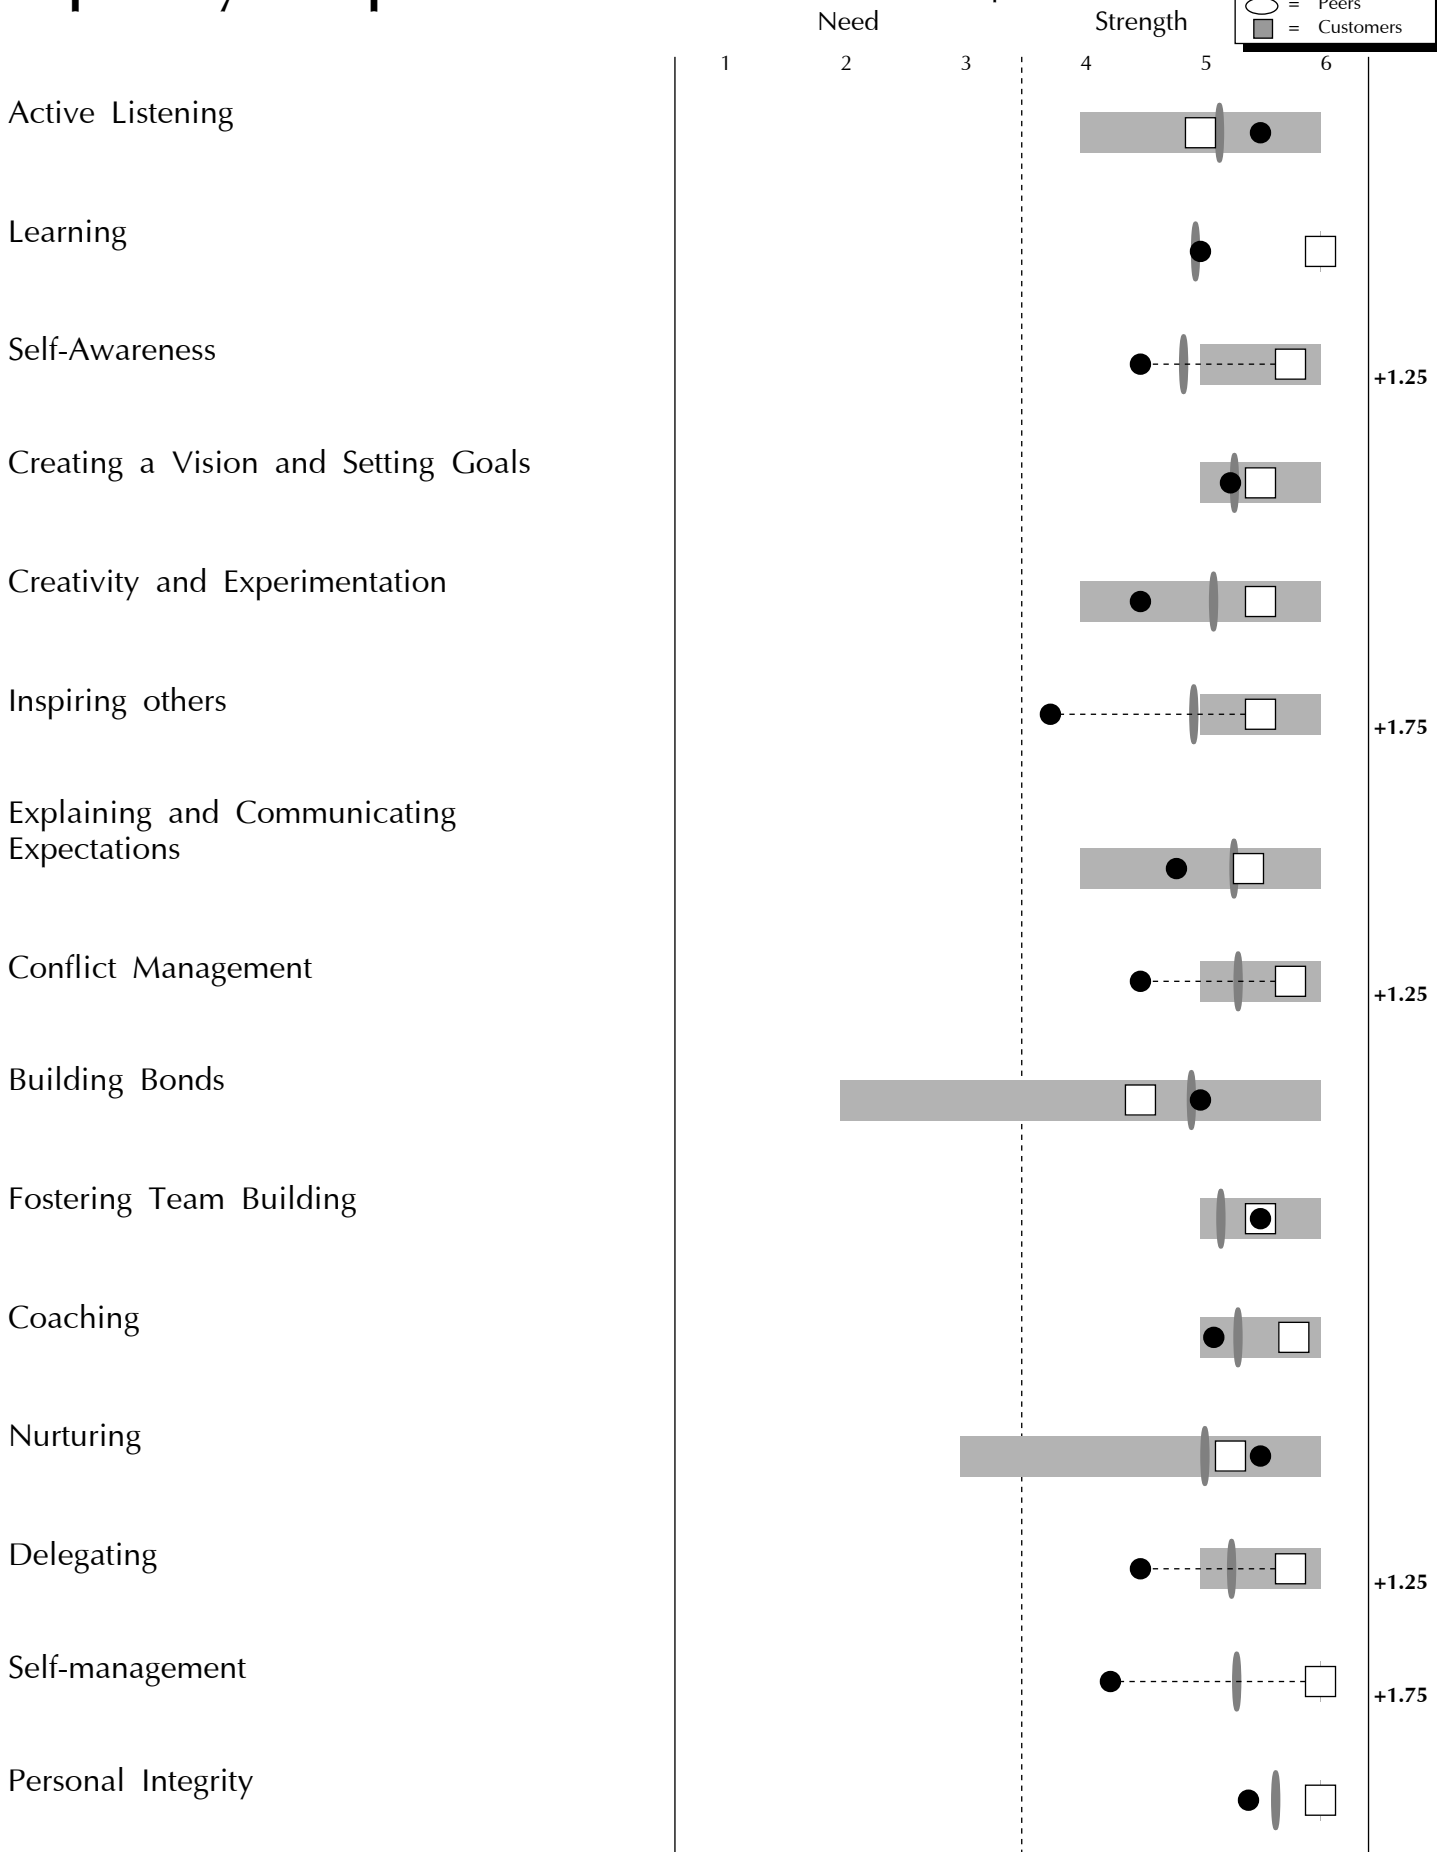 = Peers
Need Strength
= Customers
1 2 3 4 5 6
Active Listening
Learning
Self-Awareness
+1.25
Creating a Vision and Setting Goals
Creativity and Experimentation
Inspiring others
+1.75
Explaining and Communicating
Expectations
Conflict Management
+1.25
Building Bonds
Fostering Team Building
Coaching
Nurturing
Delegating
+1.25
Self-management
+1.75
Personal Integrity